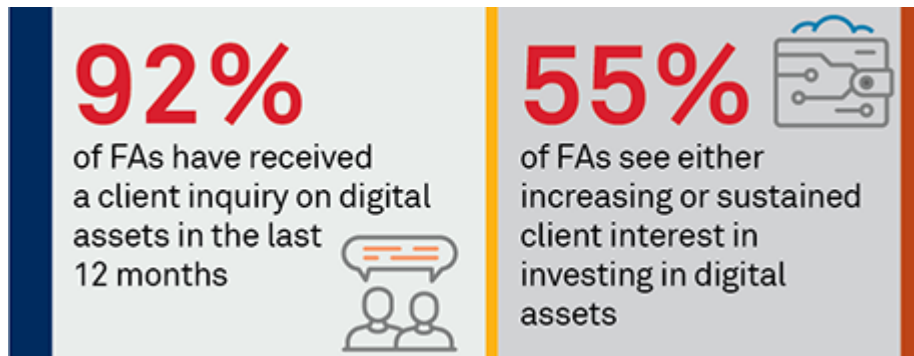 92%
of FAs have received
a client inquiry on digital
assets in the last
12 months
55%
of FAs see either
increasing or sustained
client interest in
investing in digital
assets